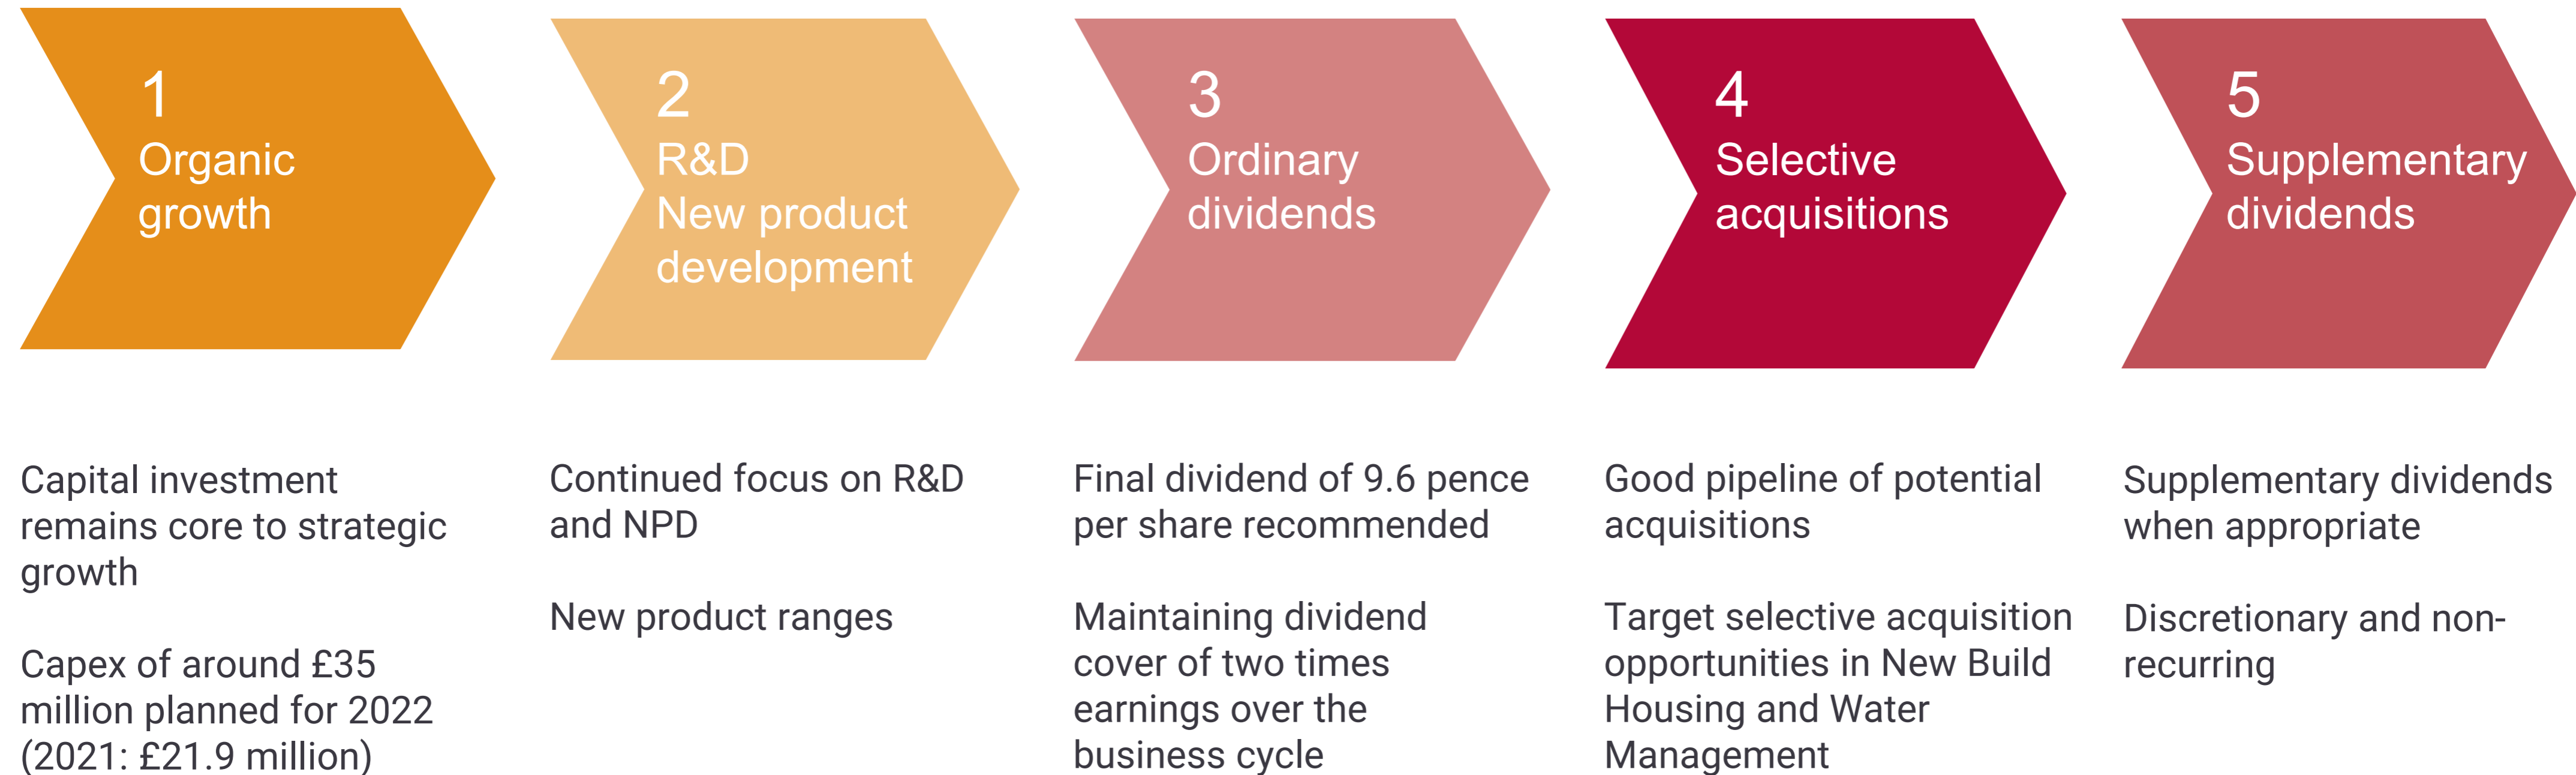 1
Organic
growth
2
R&D
New product
development
3
Ordinary
dividends
4
Selective
acquisitions
5
Supplementary
dividends
Capital investment
remains core to strategic
growth
Capex of around £35
million planned for 2022
(2021: £21.9 million)
Continued focus on R&D
and NPD
New product ranges
Final dividend of 9.6 pence
per share recommended
Maintaining dividend
cover of two times
earnings over the
business cycle
Good pipeline of potential
acquisitions
Target selective acquisition
opportunities in New Build
Housing and Water
Management
Supplementary dividends
when appropriate
Discretionary and non-
recurring